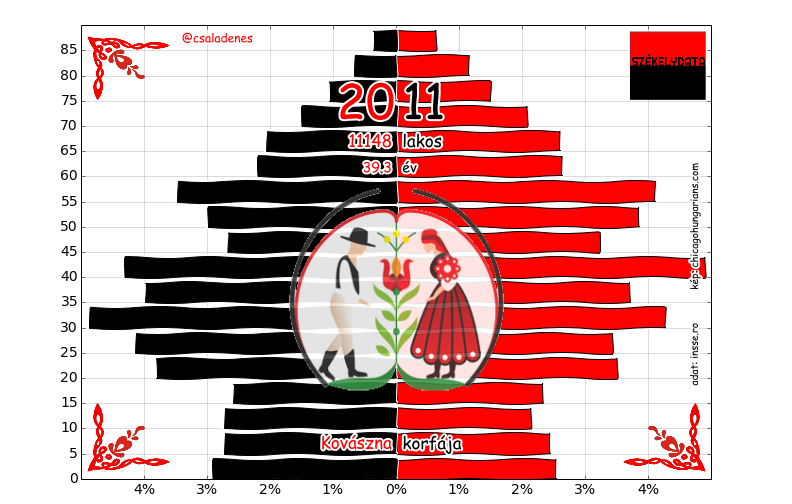 @csaladenes
SZÉKELYDATA
2011
11148 lakos
39.3 év
kép: chicagohungarians.com
adat: insse.ro
Kovászna korfája
85
80
75
70
65
60
55
50
45
40
35
30
25
20
15
10
5
0
4% 3% 2% 1% 0% 1% 2% 3% 4%